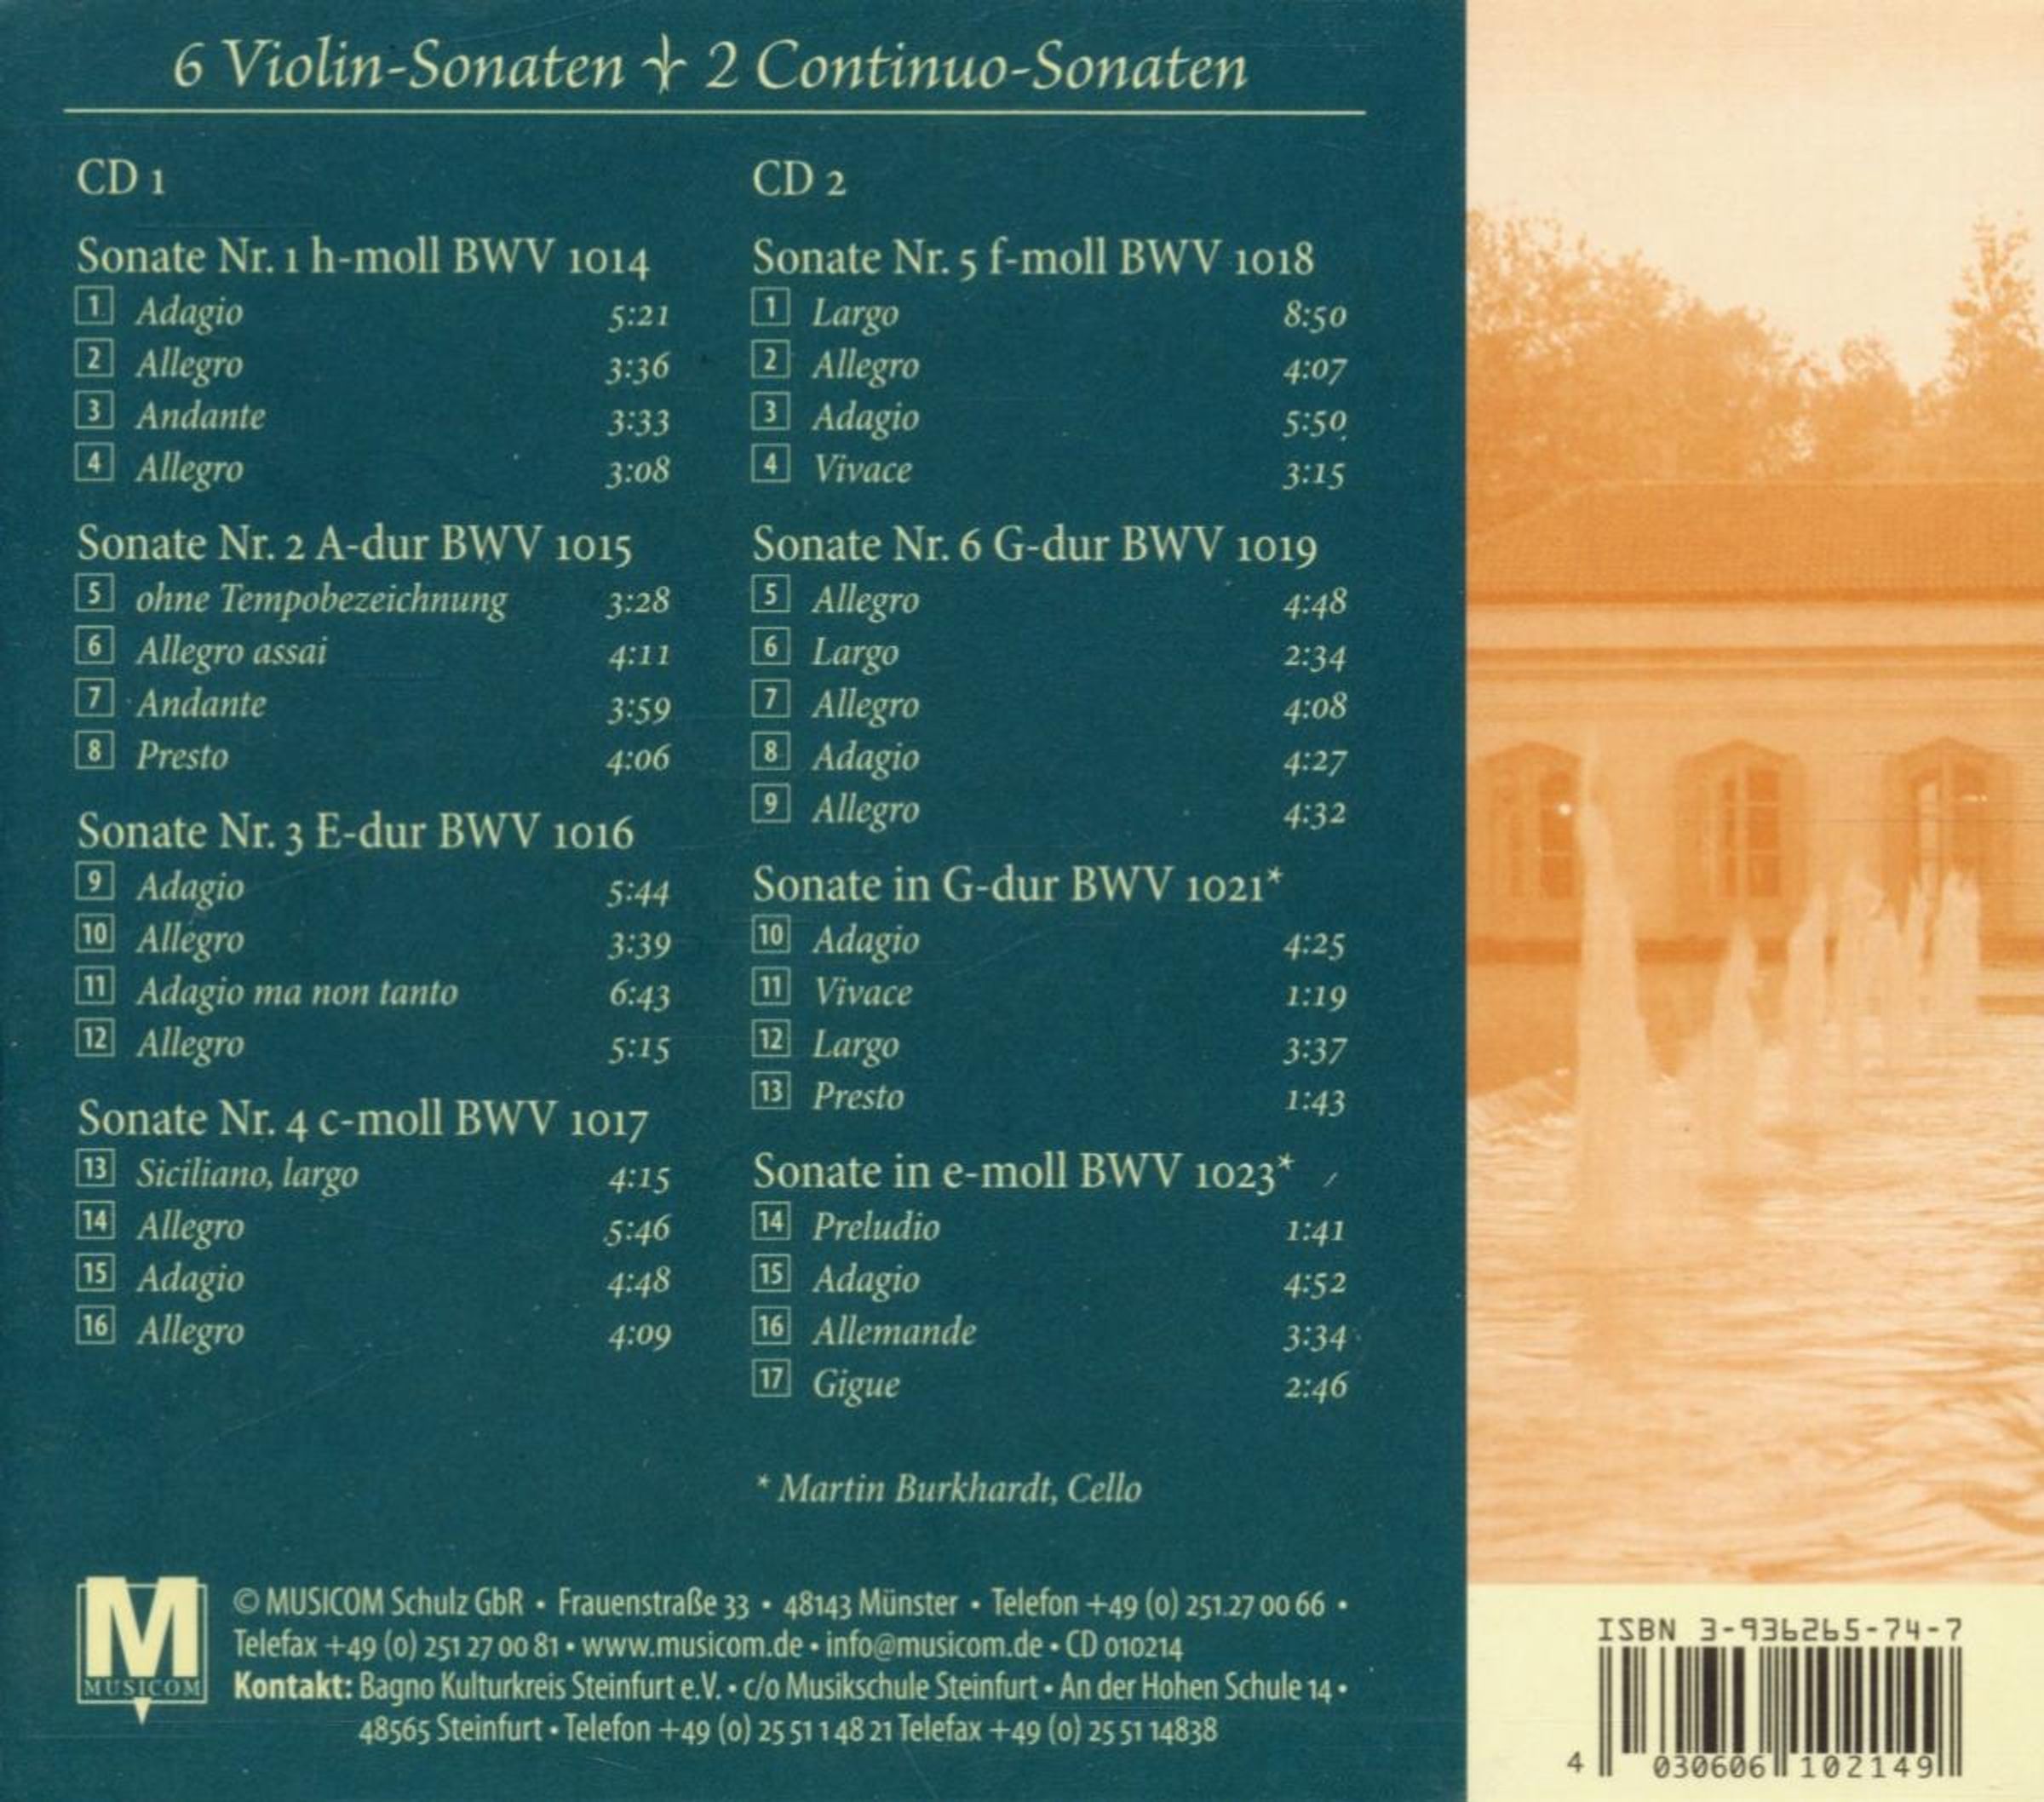 6 Violin-Sonaten + 2 Continuo-Sonaten
CD 1
Sonate Nr. 1 h-moll BWV 1014
1 Adagio 5:21
2 Allegro 3:36
3 Andante 3:33
4 Allegro 3:08
Sonate Nr. 2 A-dur BWV 1015
5 ohne Tempobezeichnung 3:28
6 Allegro assai 4:11
7 Andante 3:59
8 Presto 4:06
Sonate Nr. 3 E-dur BWV 1016
9 Adagio 5:44
10 Allegro 3:39
11 Adagio ma non tanto 6:43
12 Allegro 5:15
Sonate Nr. 4 c-moll BWV 1017
13 Siciliano, largo 4:15
14 Allegro 5:46
15 Adagio 4:48
16 Allegro 4:09
CD 2
Sonate Nr. 5 f-moll BWV 1018
1 Largo 8:50
2 Allegro 4:07
3 Adagio 5:50
4 Vivace 3:15
Sonate Nr. 6 G-dur BWV 1019
5 Allegro 4:48
6 Largo 2:34
7 Allegro 4:08
8 Adagio 4:27
9 Allegro 4:32
Sonate in G-dur BWV 1021*
10 Adagio 4:25
11 Vivace 1:19
12 Largo 3:37
13 Presto 1:43
Sonate in e-moll BWV 1023*
14 Preludio 1:41
15 Adagio 4:52
16 Allemande 3:34
17 Gigue 2:46
* Martin Burkhardt, Cello
M
MUSICOM
© MUSICOM Schulz GbR • Frauenstraße 33 • 48143 Münster • Telefon +49 (0) 251.27 00 66 •
Telefax +49 (0) 251 27 00 81 • www.musicom.de • info@musicom.de • CD 010214
Kontakt: Bagno Kulturkreis Steinfurt e.V. • c/o Musikschule Steinfurt • An der Hohen Schule 14 •
48565 Steinfurt • Telefon +49 (0) 25 51 1 48 21 Telefax +49 (0) 25 51 14838
ISBN 3-936265-74-7
4 030606 102149